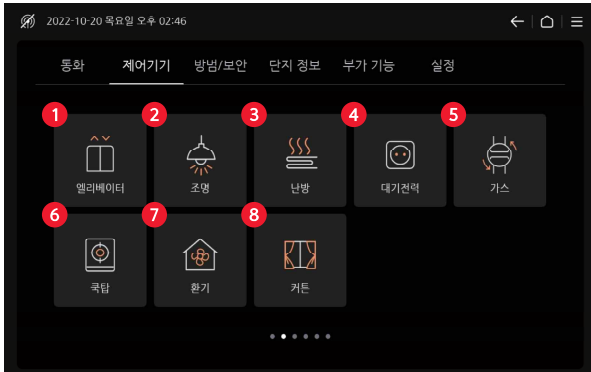 2022-10-20 목요일 오후 02:46
통화 제어기기 방범/보안 단지 정보 부가 기능 실정
1 2 3 4 5
엘리베이터 조명 난방 대기전력 가스
6 7 8
쿡탑 환기 커튼